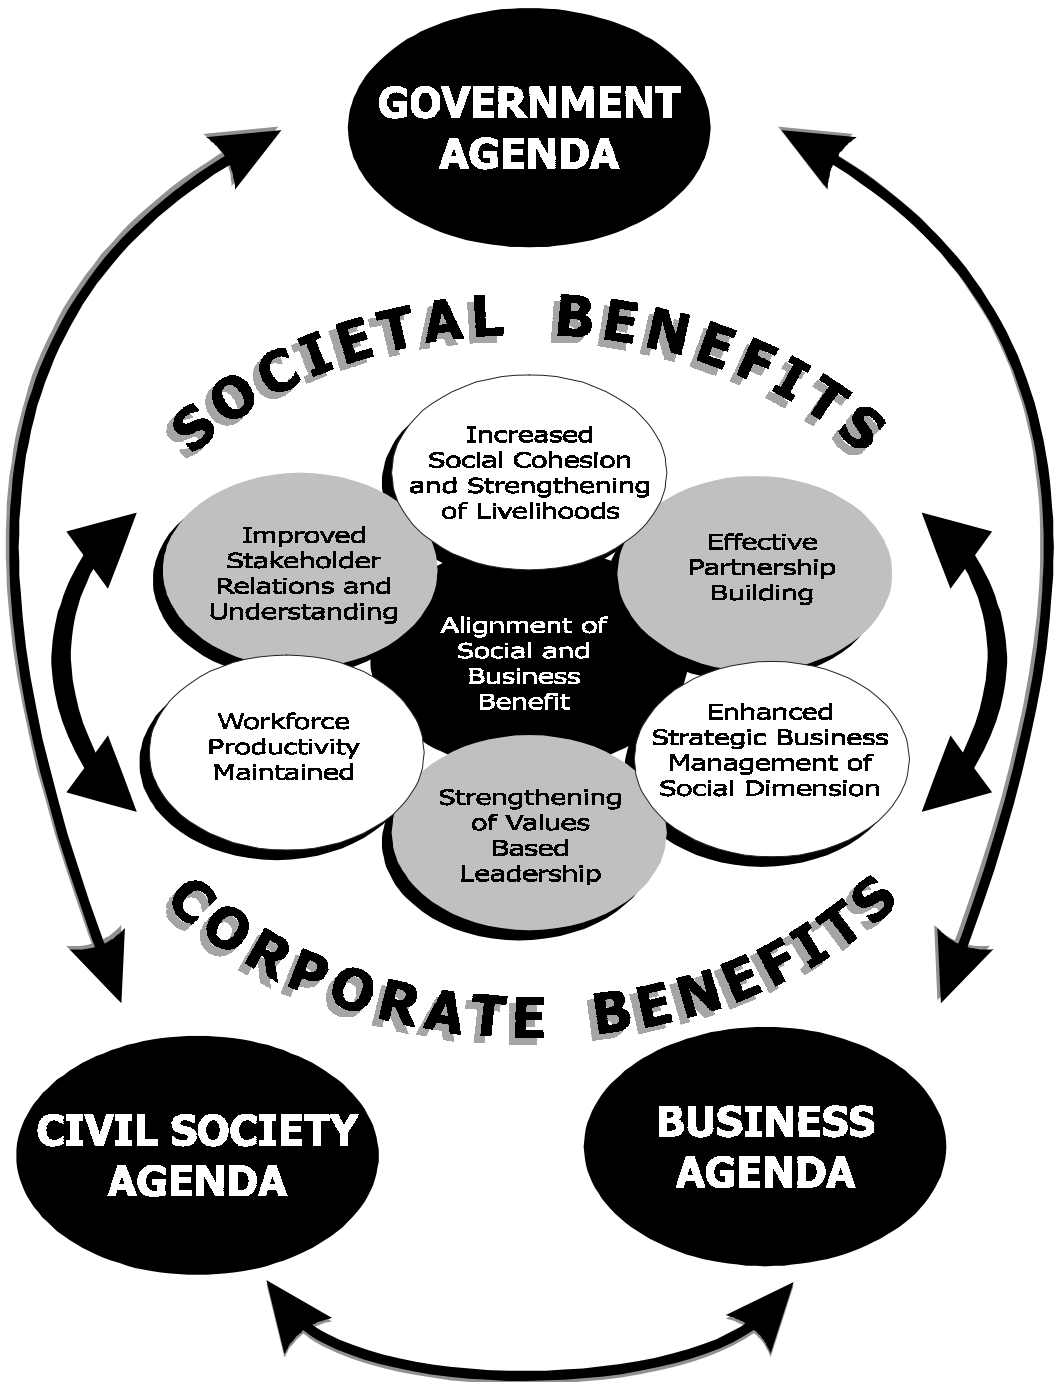 GOVERNMENT
AGENDA
SOCIETAL BENEFITS
Increased
Social Cohesion
and Strengthening
of Livelihoods
Improved
Stakeholder
Relations and
Understanding
Effective
Partnership
Building
Alignment of
Social and
Business
Benefit
Workforce
Productivity
Maintained
Enhanced
Strategic Business
Management of
Social Dimension
Strengthening
of Values
Based
Leadership
CORPORATE BENEFITS
CIVIL SOCIETY
AGENDA
BUSINESS
AGENDA